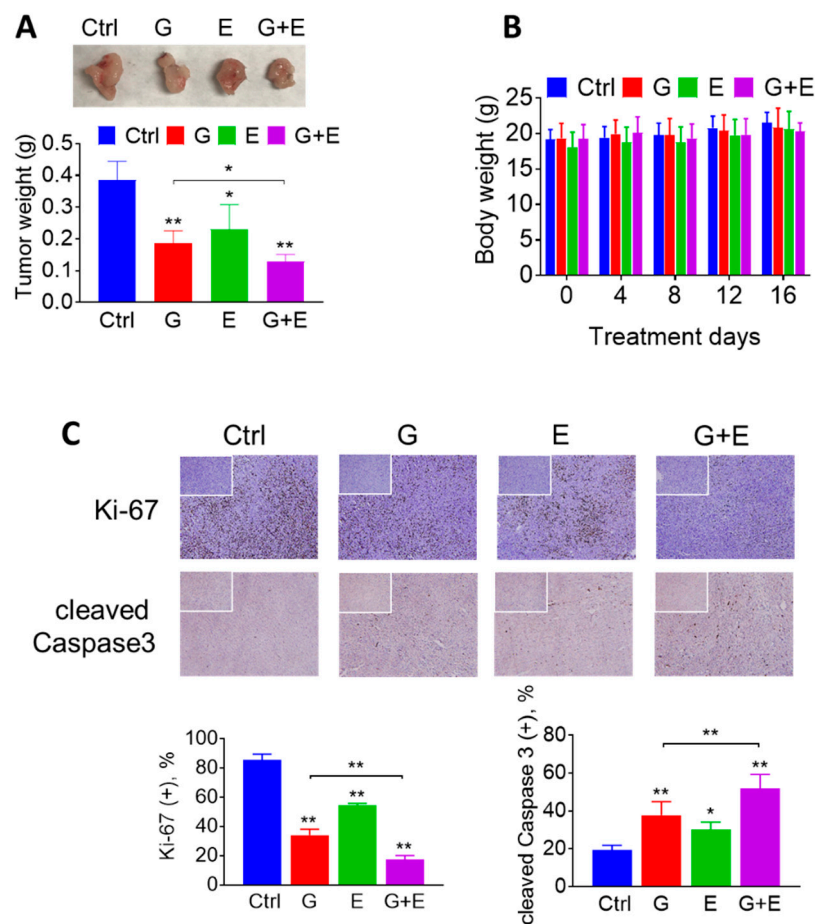 A
Ctrl G E G+E
Ctrl G E G+E
Tumor weight (g)
0.5
0.4
0.3
0.2
0.1
0.0
*
** * **
Ctrl G E G+E
B
Ctrl G E G+E
Body weight (g)
25
20
15
10
5
0
0 4 8 12 16
Treatment days
C
Ctrl G E G+E
Ki-67
cleaved
Caspase3
Ki-67 (+), %
100
80
60
40
20
0
**
** ** **
Ctrl G E G+E
cleaved Caspase 3 (+), %
80
60
40
20
0
**
** * **
Ctrl G E G+E